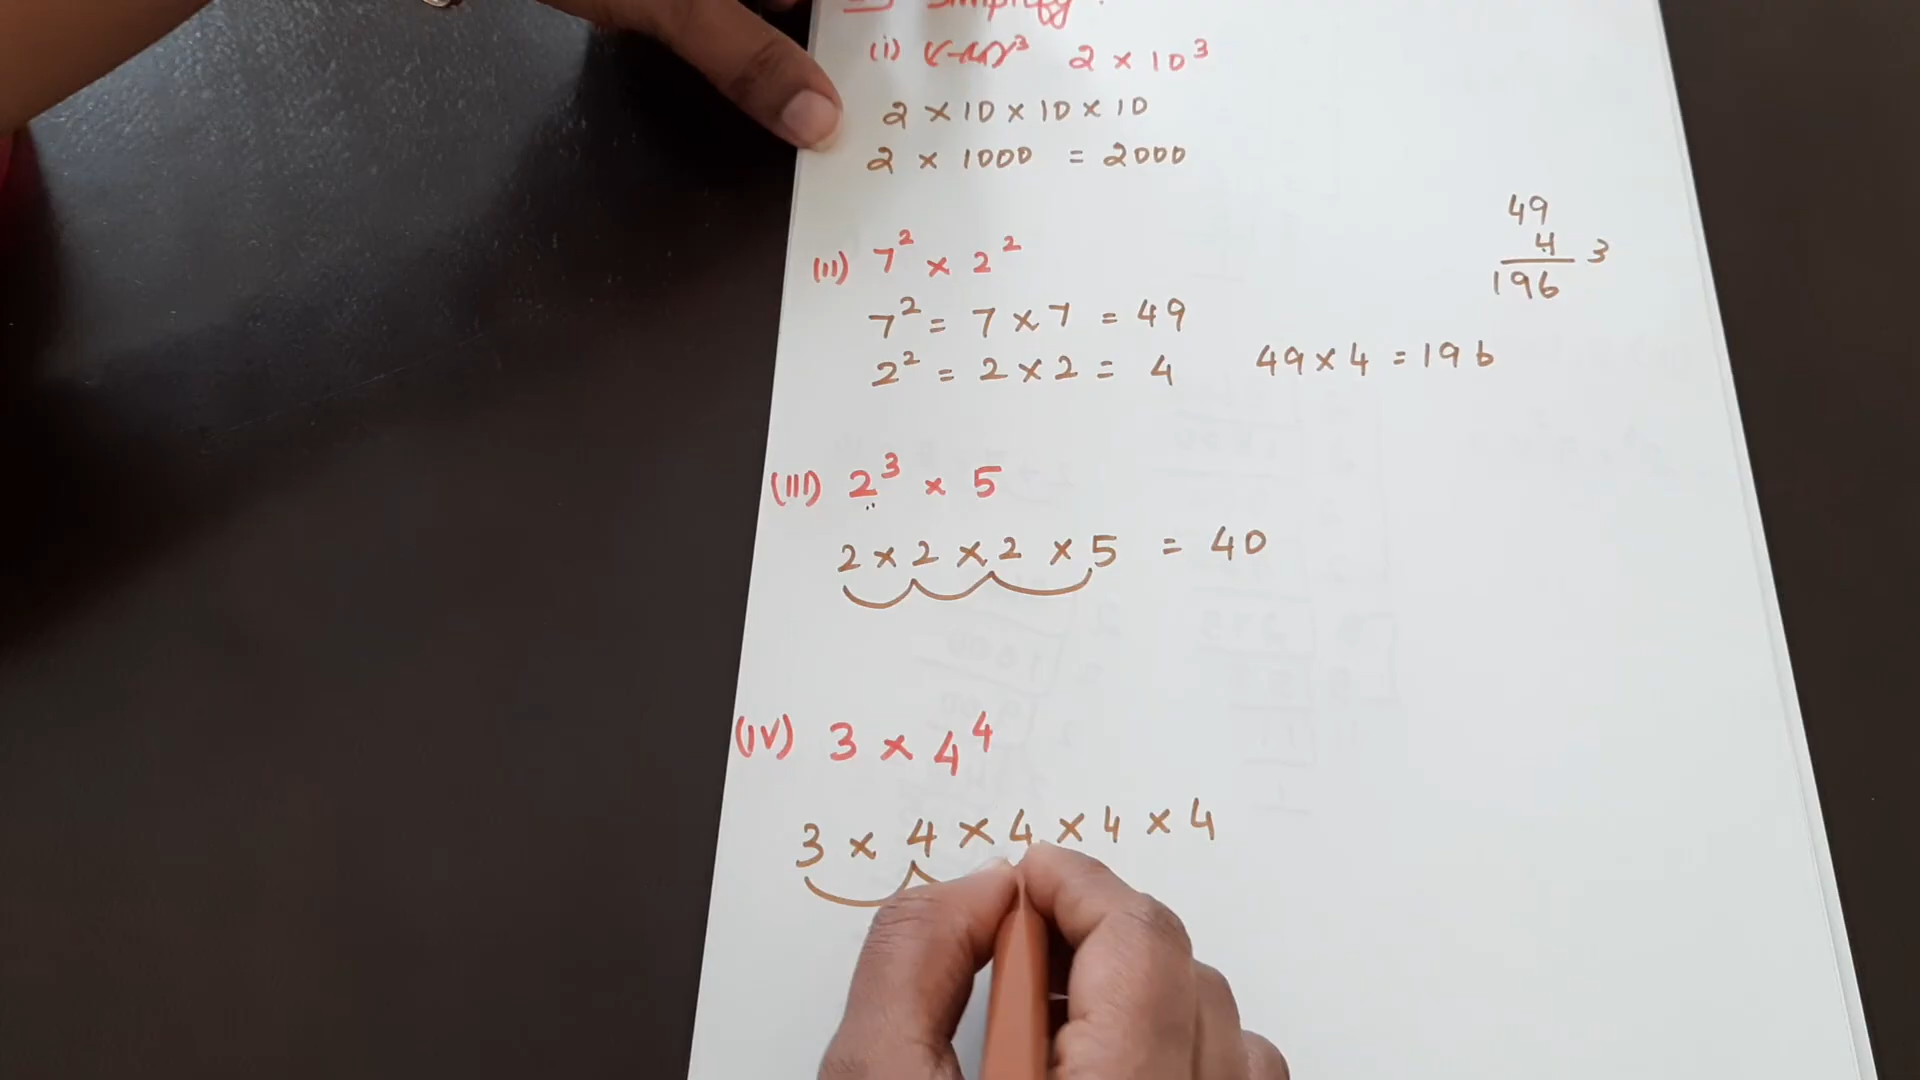 Simplify :
(i) 2 × 10³
2 × 10 × 10 × 10
2 × 1000 = 2000
49
4 3
196
(II) 7² × 2²
7² = 7 × 7 = 49
2² = 2 × 2 = 4 49 × 4 = 196
(III) 2³ × 5
2 × 2 × 2 × 5 = 40
(IV) 3 × 4⁴
3 × 4 × 4 × 4 × 4